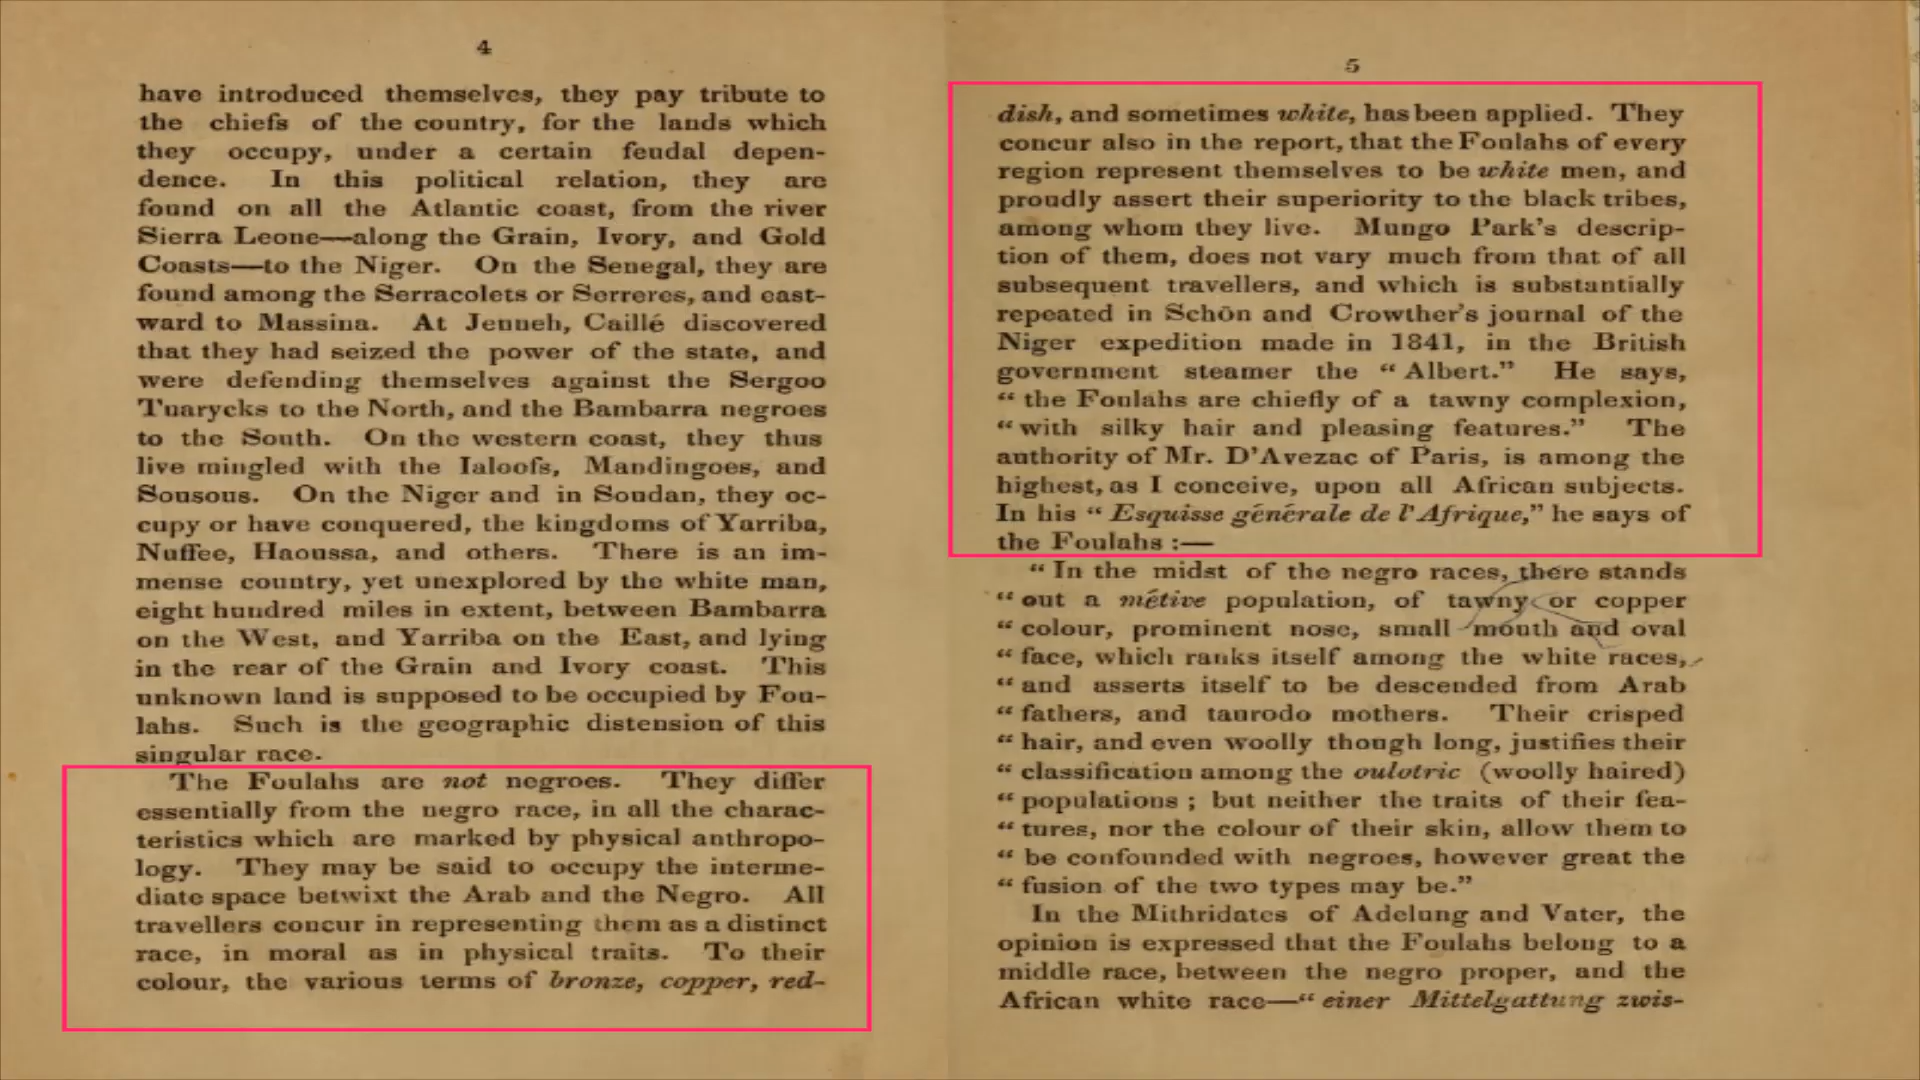 4
have introduced themselves, they pay tribute to
the chiefs of the country, for the lands which
they occupy, under a certain feudal depen-
dence. In this political relation, they are
found on all the Atlantic coast, from the river
Sierra Leone—along the Grain, Ivory, and Gold
Coasts—to the Niger. On the Senegal, they are
found among the Serracolets or Serreres, and east-
ward to Massina. At Jenneh, Caillé discovered
that they had seized the power of the state, and
were defending themselves against the Sergoo
Tuarycks to the North, and the Bambarra negroes
to the South. On the western coast, they thus
live mingled with the Ialoofs, Mandingoes, and
Sousous. On the Niger and in Soudan, they oc-
cupy or have conquered, the kingdoms of Yarriba,
Nuffee, Haoussa, and others. There is an im-
mense country, yet unexplored by the white man,
eight hundred miles in extent, between Bambarra
on the West, and Yarriba on the East, and lying
in the rear of the Grain and Ivory coast. This
unknown land is supposed to be occupied by Fou-
lahs. Such is the geographic distension of this
singular race.
The Foulahs are not negroes. They differ
essentially from the negro race, in all the charac-
teristics which are marked by physical anthropo-
logy. They may be said to occupy the interme-
diate space betwixt the Arab and the Negro. All
travellers concur in representing them as a distinct
race, in moral as in physical traits. To their
colour, the various terms of bronze, copper, red-
5
dish, and sometimes white, has been applied. They
concur also in the report, that the Foulahs of every
region represent themselves to be white men, and
proudly assert their superiority to the black tribes,
among whom they live. Mungo Park's descrip-
tion of them, does not vary much from that of all
subsequent travellers, and which is substantially
repeated in Schön and Crowther's journal of the
Niger expedition made in 1841, in the British
government steamer the “ Albert.” He says,
“ the Foulahs are chiefly of a tawny complexion,
“ with silky hair and pleasing features.” The
authority of Mr. D'Avezac of Paris, is among the
highest, as I conceive, upon all African subjects.
In his “ Esquisse générale de l'Afrique,” he says of
the Foulahs :—
“ In the midst of the negro races, there stands
“ out a métive population, of tawny or copper
“ colour, prominent nose, small mouth and oval
“ face, which ranks itself among the white races,
“ and asserts itself to be descended from Arab
“ fathers, and taurodo mothers. Their crisped
“ hair, and even woolly though long, justifies their
“ classification among the oulotric (woolly haired)
“ populations ; but neither the traits of their fea-
“ tures, nor the colour of their skin, allow them to
“ be confounded with negroes, however great the
“ fusion of the two types may be.”
In the Mithridates of Adelung and Vater, the
opinion is expressed that the Foulahs belong to a
middle race, between the negro proper, and the
African white race—“ einer Mittelgattung zwis-